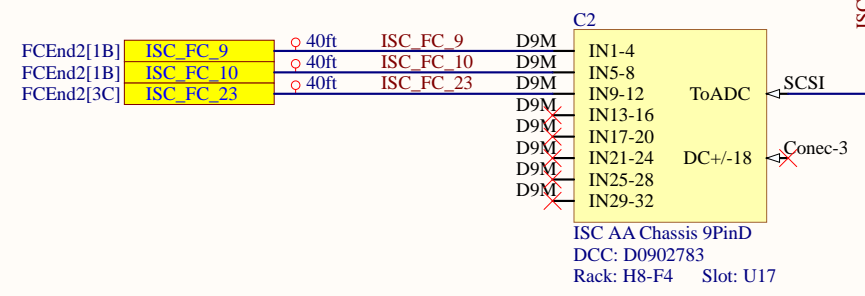 C2
FCEnd2[1B] ISC_FC_9 40ft ISC_FC_9 D9M IN1-4
FCEnd2[1B] ISC_FC_10 40ft ISC_FC_10 D9M IN5-8
FCEnd2[3C] ISC_FC_23 40ft ISC_FC_23 D9M IN9-12 ToADC SCSI
D9M IN13-16
D9M IN17-20
D9M IN21-24 DC+/-18 Conec-3
D9M IN25-28
D9M IN29-32
ISC AA Chassis 9PinD
DCC: D0902783
Rack: H8-F4 Slot: U17